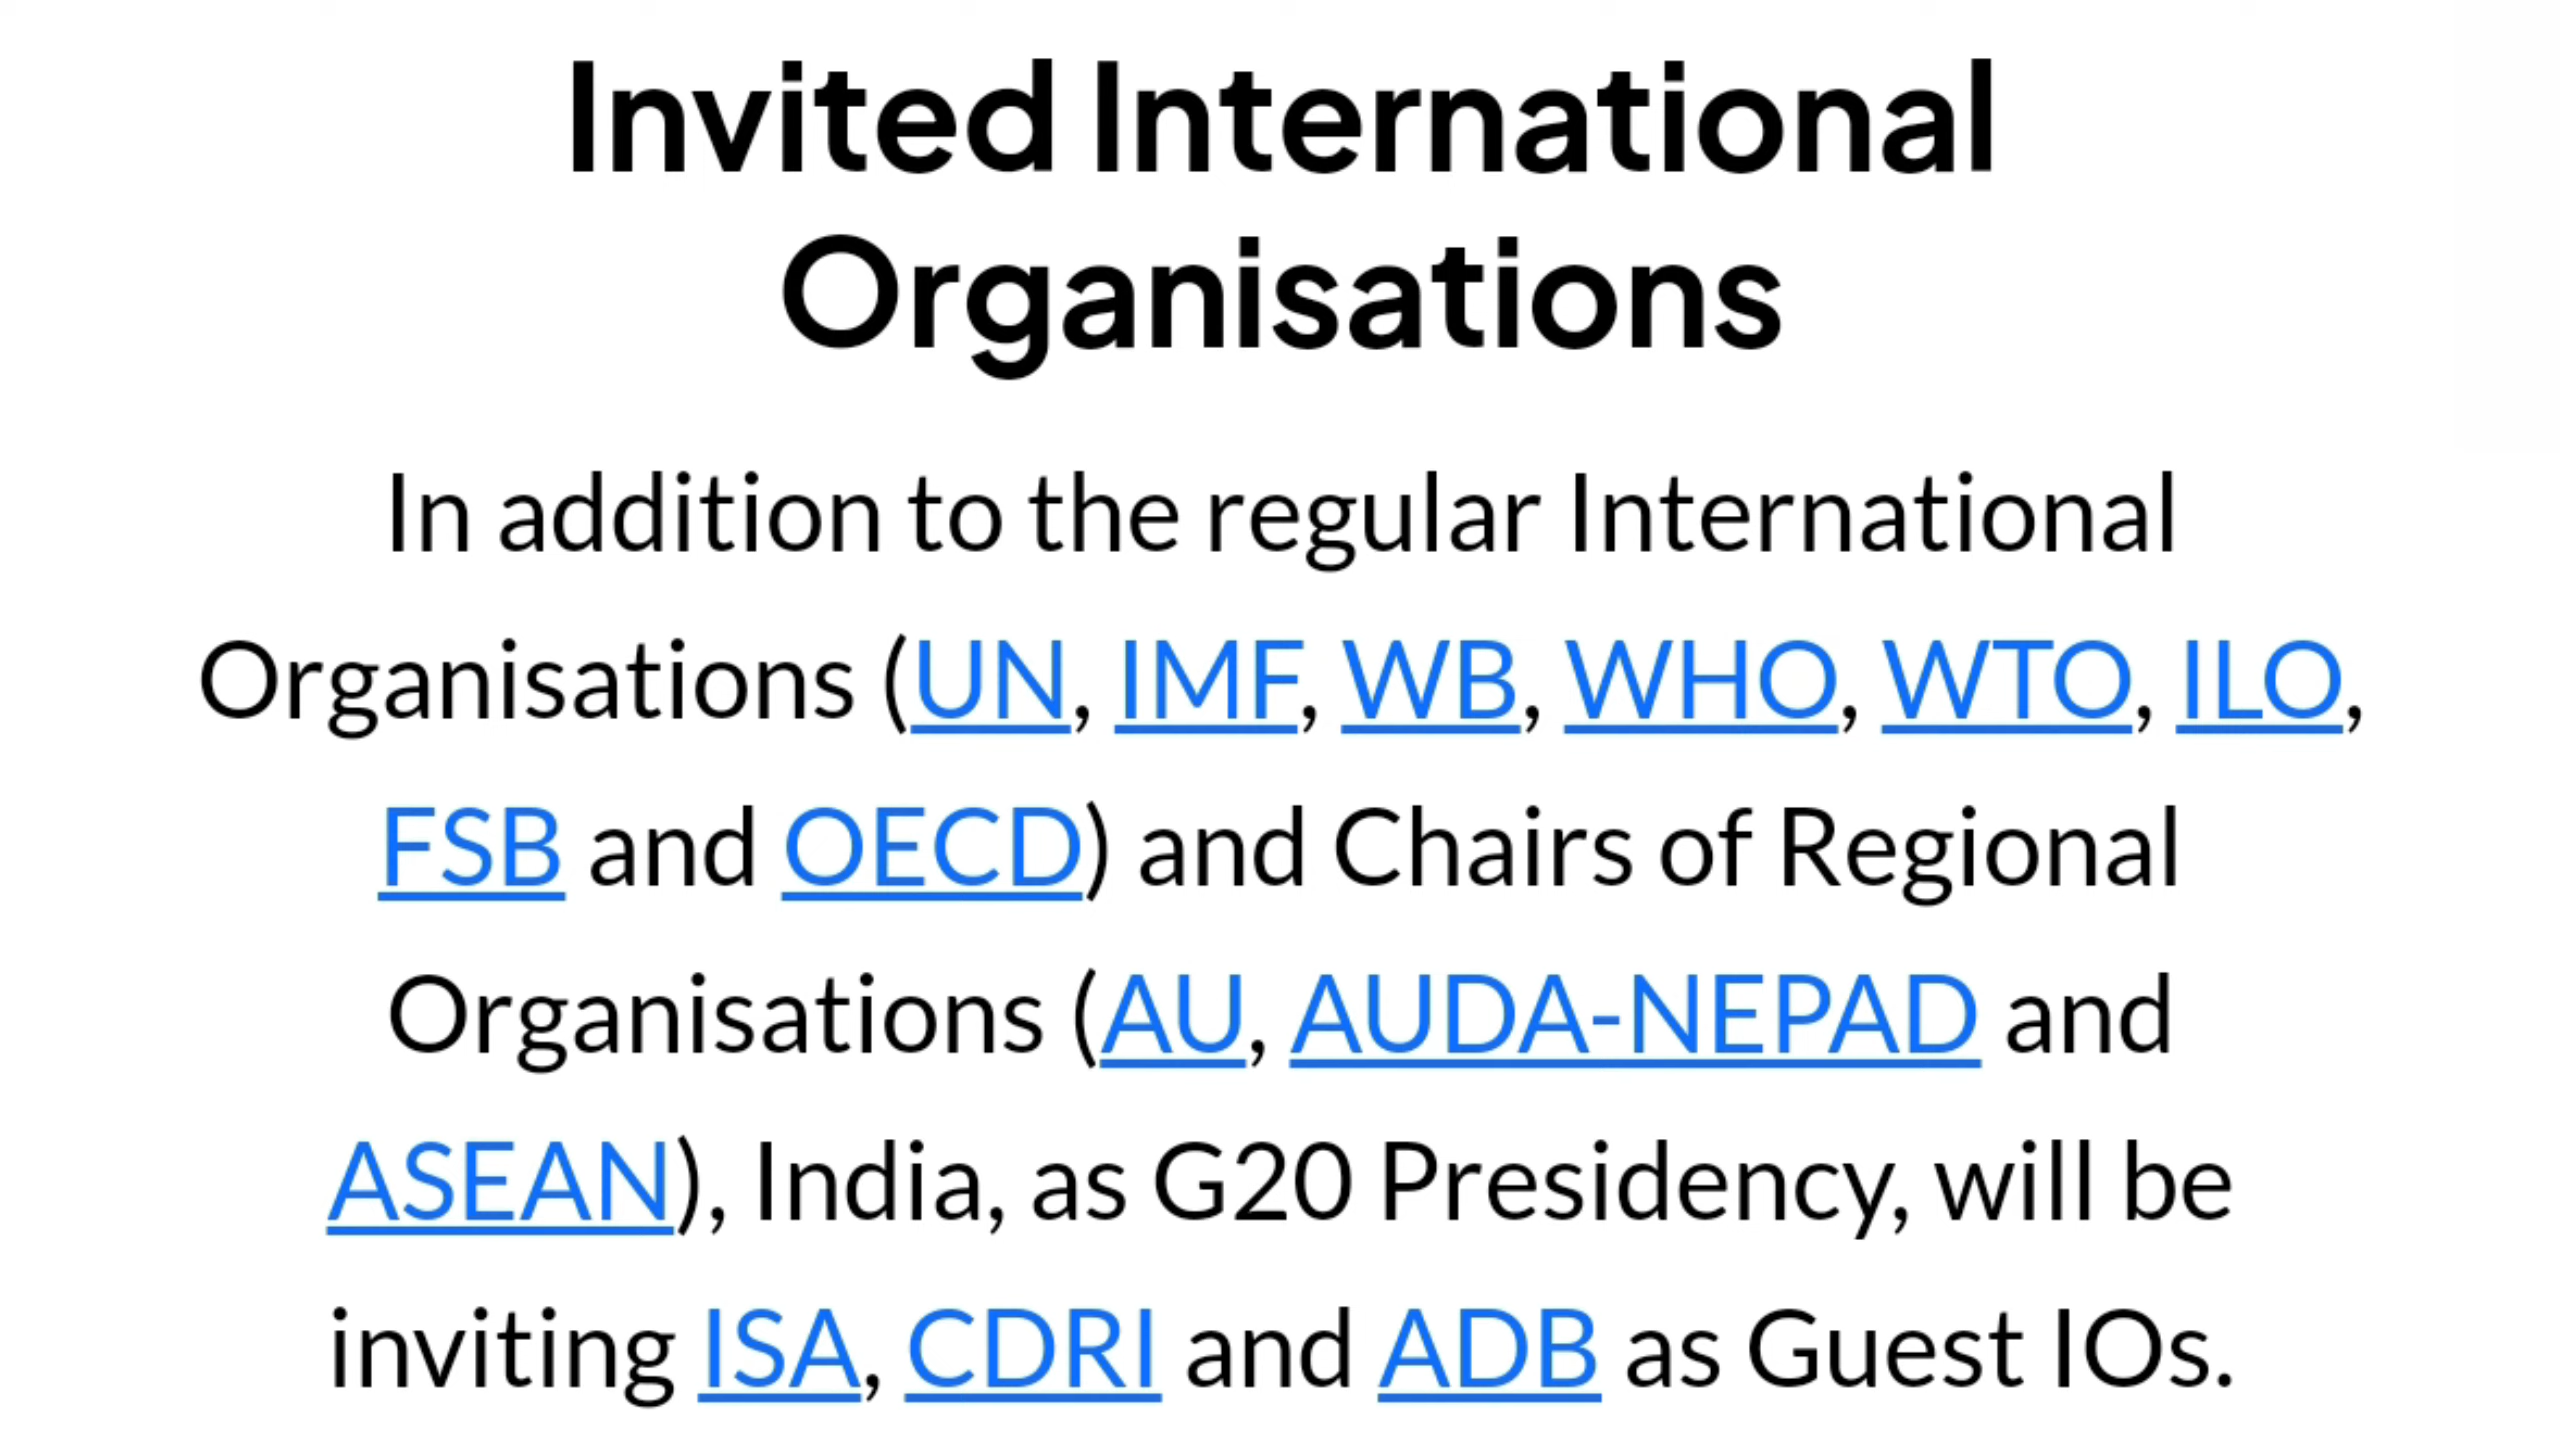 Invited International
Organisations
In addition to the regular International
Organisations (UN, IMF, WB, WHO, WTO, ILO,
FSB and OECD) and Chairs of Regional
Organisations (AU, AUDA-NEPAD and
ASEAN), India, as G20 Presidency, will be
inviting ISA, CDRI and ADB as Guest IOs.